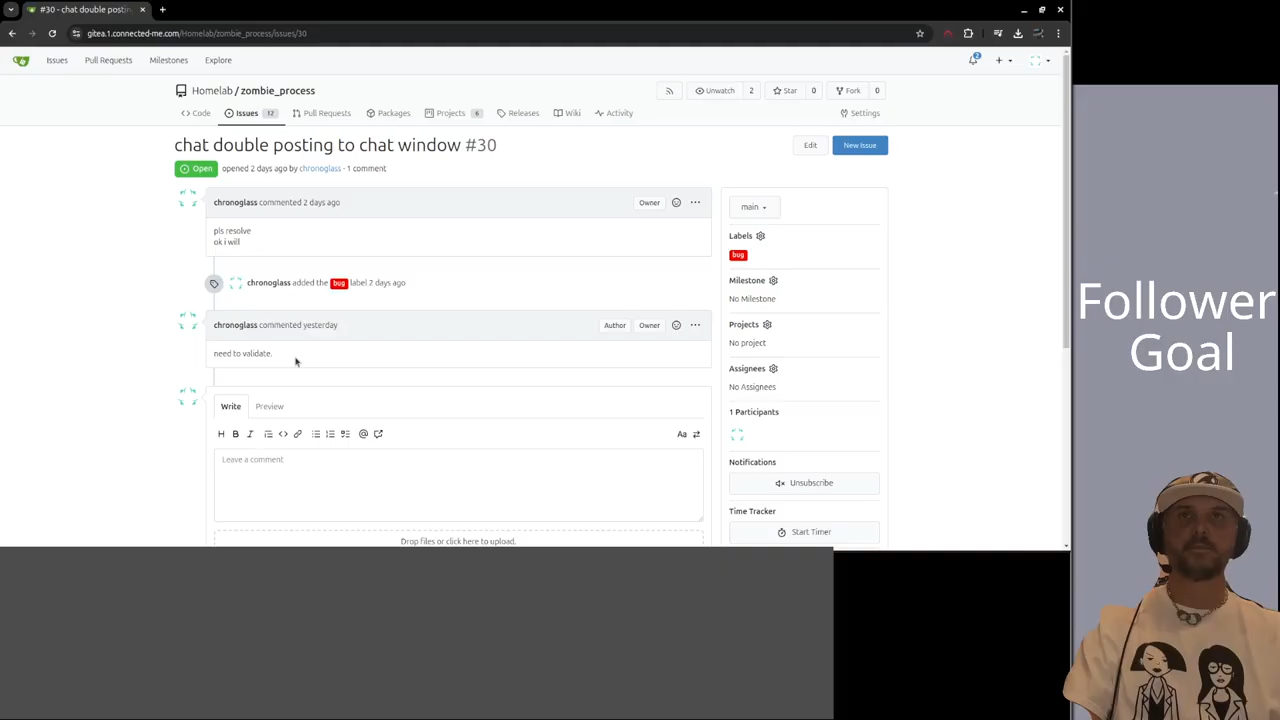 #30 - chat double postin
gitea.1.connected-me.com/Homelab/zombie_process/issues/30
Issues
Pull Requests
Milestones
Explore
2
Homelab / zombie_process
Unwatch 2
Star 0
Fork 0
Code
Issues 12
Pull Requests
Packages
Projects 6
Releases
Wiki
Activity
Settings
chat double posting to chat window #30
Edit
New Issue
Open
opened 2 days ago by chronoglass · 1 comment
chronoglass commented 2 days ago
Owner
pls resolve
ok i will
chronoglass added the bug label 2 days ago
chronoglass commented yesterday
Author
Owner
need to validate.
Write
Preview
Aa
Leave a comment
Drop files or click here to upload.
main
Labels
bug
Milestone
No Milestone
Projects
No project
Assignees
No Assignees
1 Participants
Notifications
Unsubscribe
Time Tracker
Start Timer
Follower
Goal